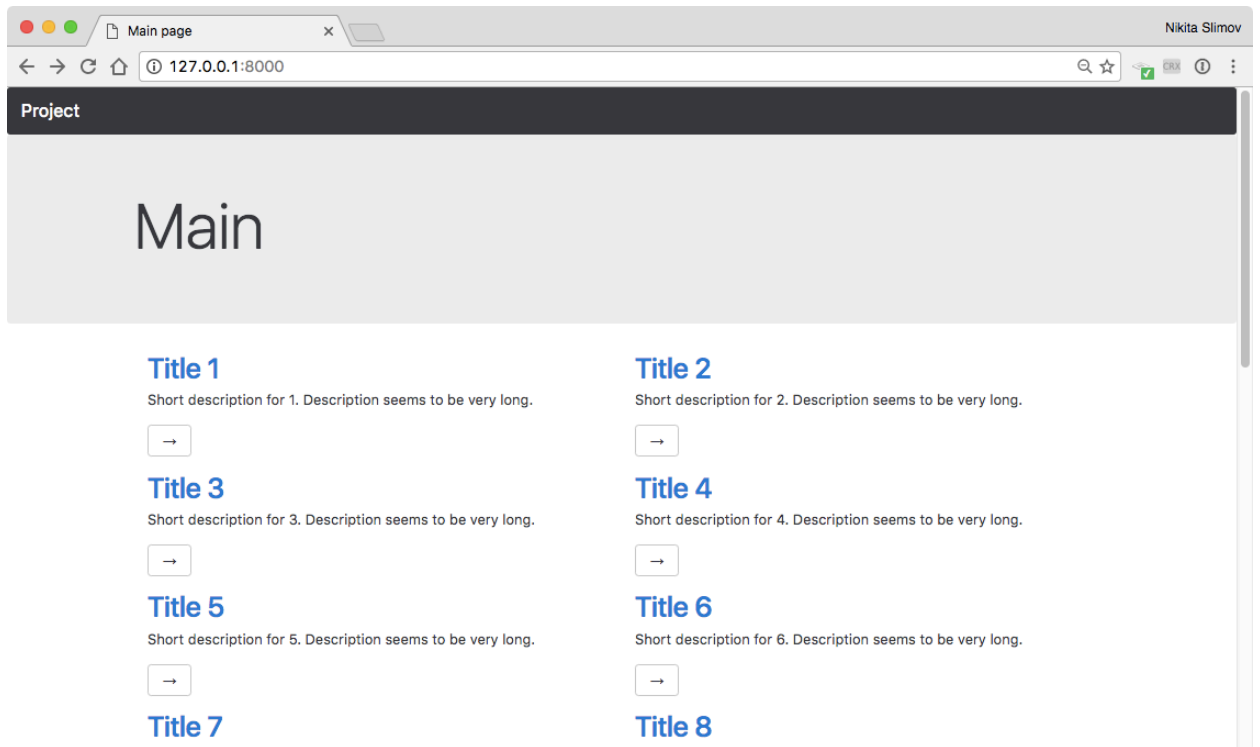 Main page
Nikita Slimov
127.0.0.1:8000
CRX
Project
Main
Title 1
Title 2
Short description for 1. Description seems to be very long.
Short description for 2. Description seems to be very long.
→
→
Title 3
Title 4
Short description for 3. Description seems to be very long.
Short description for 4. Description seems to be very long.
→
→
Title 5
Title 6
Short description for 5. Description seems to be very long.
Short description for 6. Description seems to be very long.
→
→
Title 7
Title 8